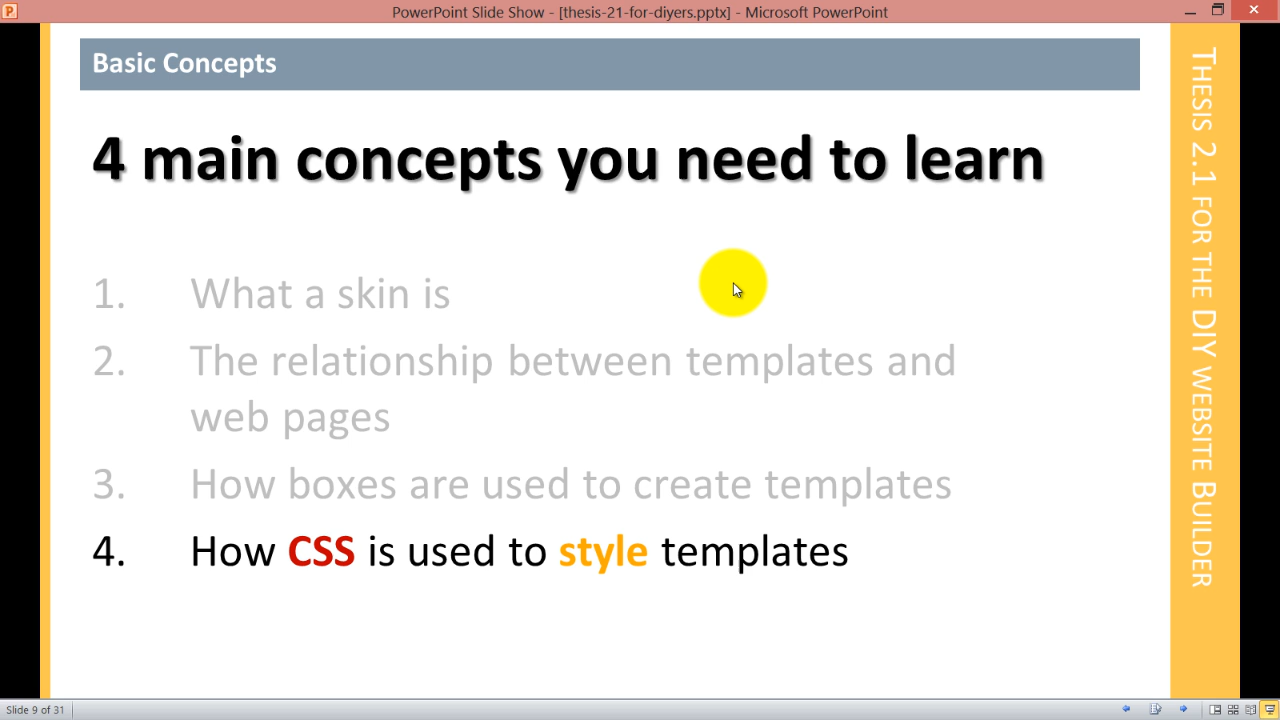 PowerPoint Slide Show - [thesis-21-for-diyers.pptx] - Microsoft PowerPoint
Basic Concepts
4 main concepts you need to learn
1. What a skin is
2. The relationship between templates and
web pages
3. How boxes are used to create templates
4. How CSS is used to style templates
THESIS 2.1 FOR THE DIY WEBSITE BUILDER
Slide 9 of 31